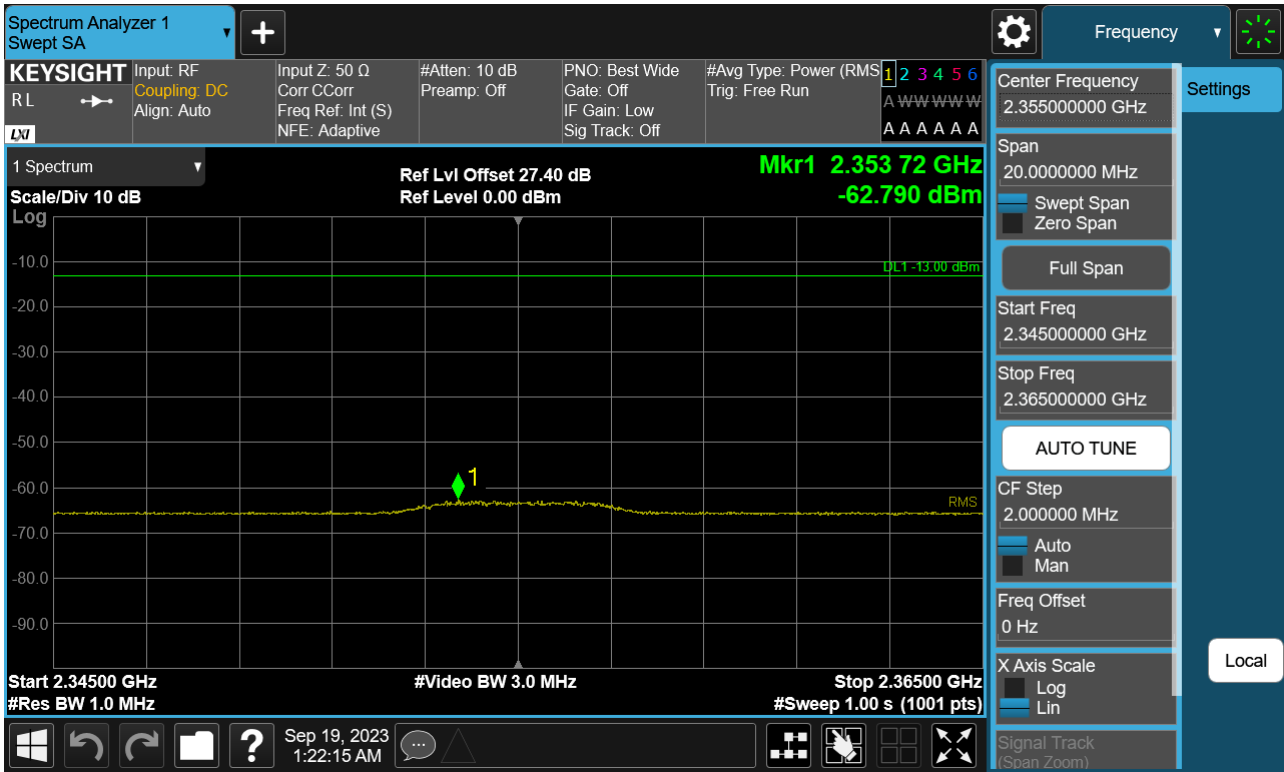 Spectrum Analyzer 1
Swept SA
Frequency
KEYSIGHT
R L
LXI
Input: RF
Coupling: DC
Align: Auto
Input Z: 50 Ω
Corr CCorr
Freq Ref: Int (S)
NFE: Adaptive
#Atten: 10 dB
Preamp: Off
PNO: Best Wide
Gate: Off
IF Gain: Low
Sig Track: Off
#Avg Type: Power (RMS
Trig: Free Run
1 2 3 4 5 6
A W W W W W
A A A A A A
1 Spectrum
Scale/Div 10 dB
Log
Ref Lvl Offset 27.40 dB
Ref Level 0.00 dBm
Mkr1 2.353 72 GHz
-62.790 dBm
-10.0
DL1 -13.00 dBm
-20.0
-30.0
-40.0
-50.0
1
-60.0
RMS
-70.0
-80.0
-90.0
Start 2.34500 GHz
#Video BW 3.0 MHz
Stop 2.36500 GHz
#Res BW 1.0 MHz
#Sweep 1.00 s (1001 pts)
Sep 19, 2023
1:22:15 AM
Center Frequency
2.355000000 GHz
Span
20.0000000 MHz
Swept Span
Zero Span
Full Span
Start Freq
2.345000000 GHz
Stop Freq
2.365000000 GHz
AUTO TUNE
CF Step
2.000000 MHz
Auto
Man
Freq Offset
0 Hz
X Axis Scale
Log
Lin
Signal Track
(Span Zoom)
Settings
Local